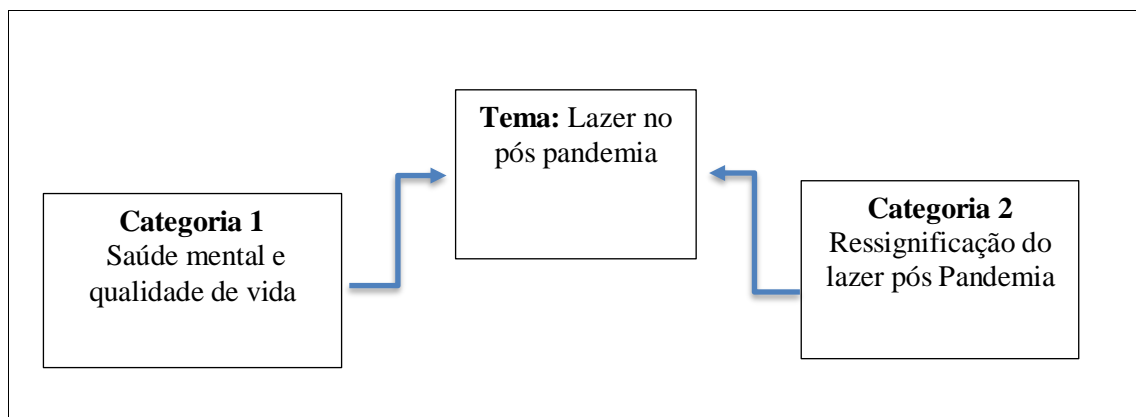 Tema: Lazer no
pós pandemia
Categoria 1
Saúde mental e
qualidade de vida
Categoria 2
Ressignificação do
lazer pós Pandemia